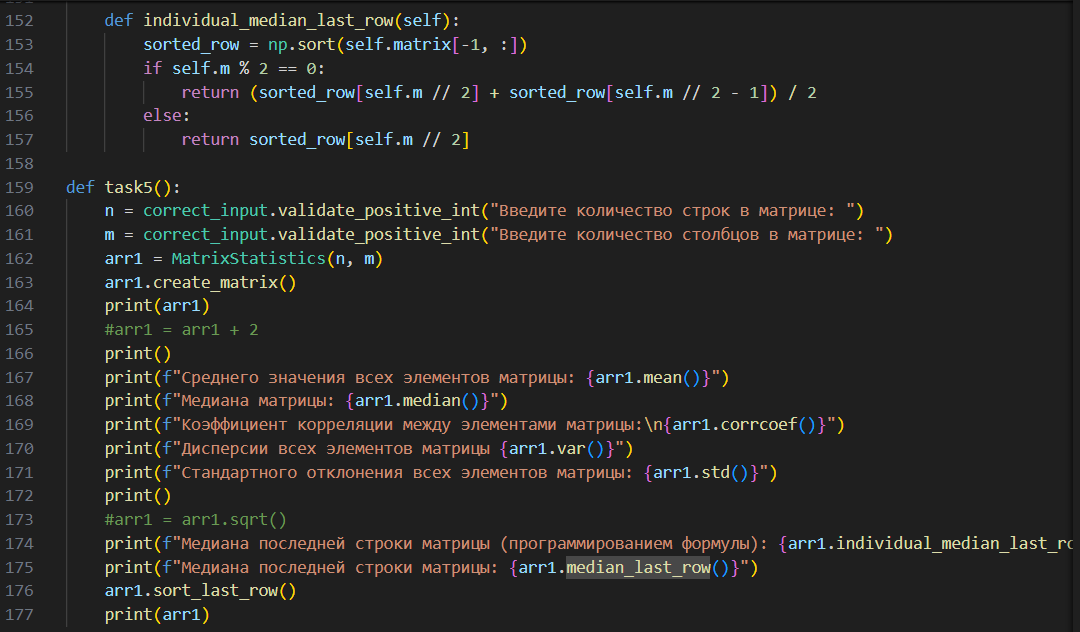 152 def individual_median_last_row(self):
153 sorted_row = np.sort(self.matrix[-1, :])
154 if self.m % 2 == 0:
155 return (sorted_row[self.m // 2] + sorted_row[self.m // 2 - 1]) / 2
156 else:
157 return sorted_row[self.m // 2]
158
159 def task5():
160 n = correct_input.validate_positive_int("Введите количество строк в матрице: ")
161 m = correct_input.validate_positive_int("Введите количество столбцов в матрице: ")
162 arr1 = MatrixStatistics(n, m)
163 arr1.create_matrix()
164 print(arr1)
165 #arr1 = arr1 + 2
166 print()
167 print(f"Среднего значения всех элементов матрицы: {arr1.mean()}")
168 print(f"Медиана матрицы: {arr1.median()}")
169 print(f"Коэффициент корреляции между элементами матрицы:\n{arr1.corrcoef()}")
170 print(f"Дисперсии всех элементов матрицы {arr1.var()}")
171 print(f"Стандартного отклонения всех элементов матрицы: {arr1.std()}")
172 print()
173 #arr1 = arr1.sqrt()
174 print(f"Медиана последней строки матрицы (программированием формулы): {arr1.individual_median_last_ro
175 print(f"Медиана последней строки матрицы: {arr1.median_last_row()}")
176 arr1.sort_last_row()
177 print(arr1)